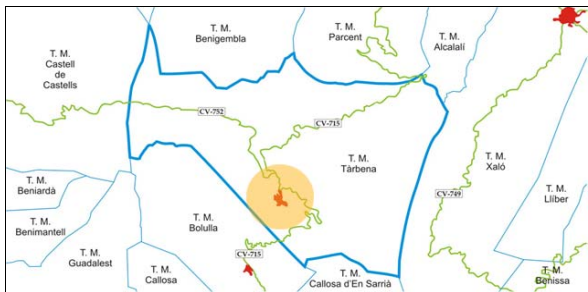 T. M.
Benigembla
T. M.
Parcent
T. M.
Alcalalí
T. M.
Castell
de
Castells
CV-752
CV-715
T. M.
Tàrbena
T. M.
Xaló
T. M.
Beniardà
CV-749
T. M.
Llíber
T. M.
Benimantell
T. M.
Bolulla
T. M.
Guadalest
CV-715
T. M.
Callosa
T. M.
Callosa d'En Sarrià
T. M.
Benissa